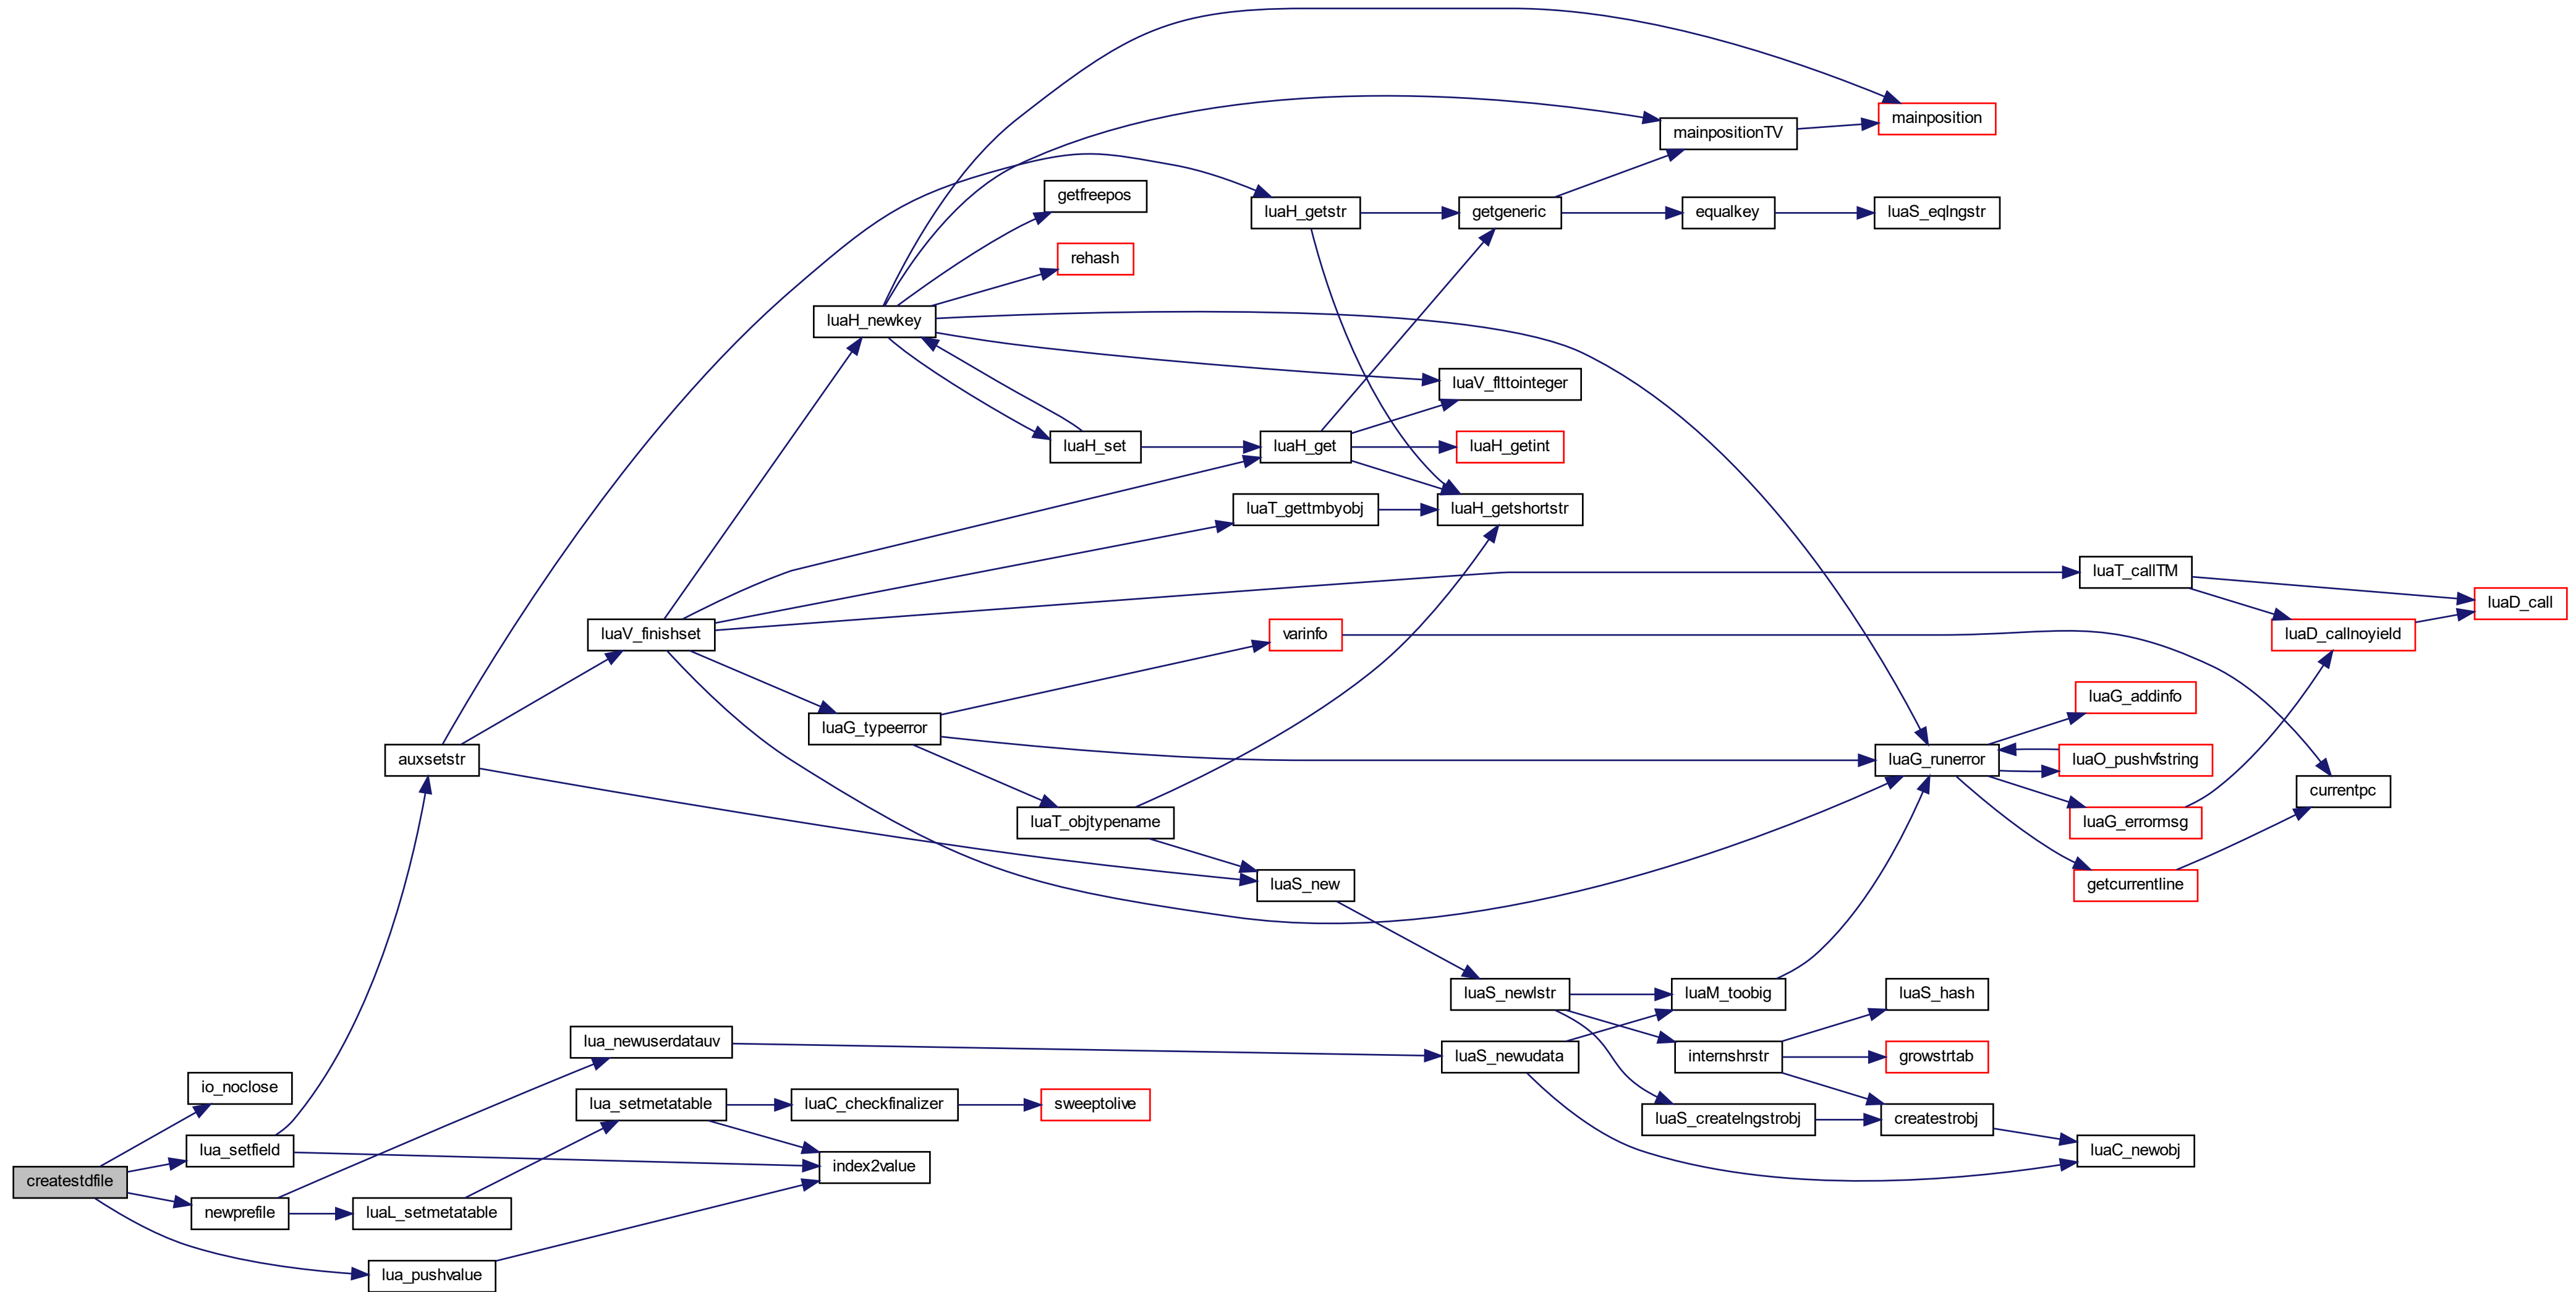 mainposition
mainpositionTV
getfreepos
luaH_getstr
getgeneric
equalkey
luaS_eqlngstr
rehash
luaH_newkey
luaV_flttointeger
luaH_set
luaH_get
luaH_getint
luaT_gettmbyobj
luaH_getshortstr
luaT_callTM
luaD_call
luaV_finishset
varinfo
luaD_callnoyield
luaG_addinfo
luaG_typeerror
auxsetstr
luaG_runerror
luaO_pushvfstring
currentpc
luaT_objtypename
luaG_errormsg
luaS_new
getcurrentline
luaS_newlstr
luaM_toobig
luaS_hash
lua_newuserdatauv
luaS_newudata
internshrstr
growstrtab
io_noclose
lua_setmetatable
luaC_checkfinalizer
sweeptolive
luaS_createlngstrobj
createstrobj
lua_setfield
luaC_newobj
index2value
createstdfile
newprefile
luaL_setmetatable
lua_pushvalue